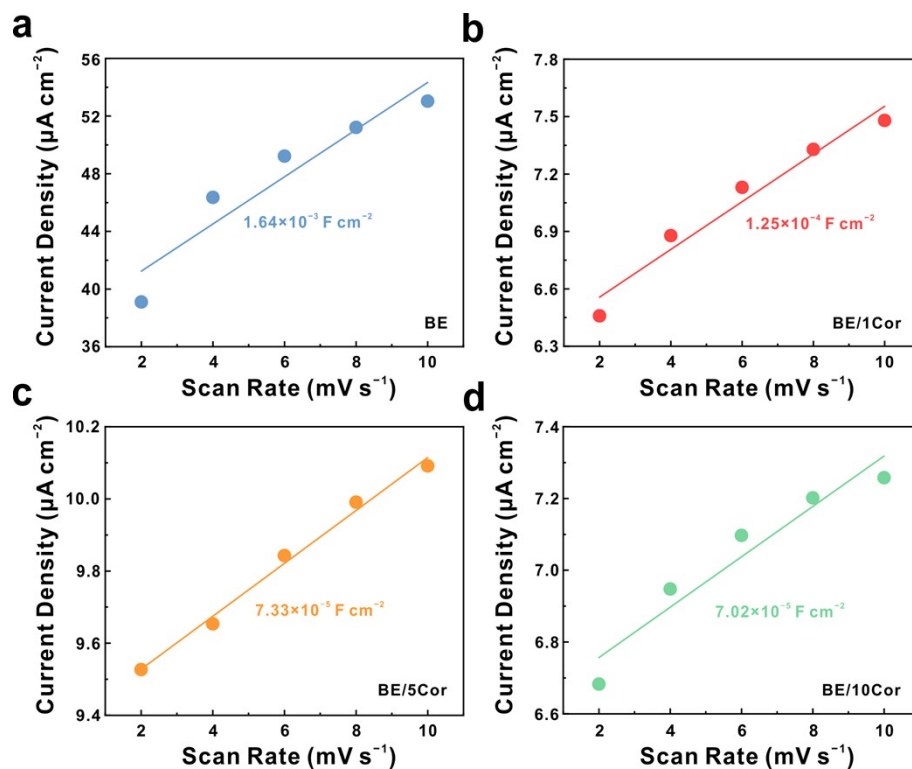 a
Current Density (μA cm⁻²)
56
52
48
44
40
36
1.64×10⁻³ F cm⁻²
BE
2 4 6 8 10
Scan Rate (mV s⁻¹)
b
Current Density (μA cm⁻²)
7.8
7.5
7.2
6.9
6.6
6.3
1.25×10⁻⁴ F cm⁻²
BE/1Cor
2 4 6 8 10
Scan Rate (mV s⁻¹)
c
Current Density (μA cm⁻²)
10.2
10.0
9.8
9.6
9.4
7.33×10⁻⁵ F cm⁻²
BE/5Cor
2 4 6 8 10
Scan Rate (mV s⁻¹)
d
Current Density (μA cm⁻²)
7.4
7.2
7.0
6.8
6.6
7.02×10⁻⁵ F cm⁻²
BE/10Cor
2 4 6 8 10
Scan Rate (mV s⁻¹)